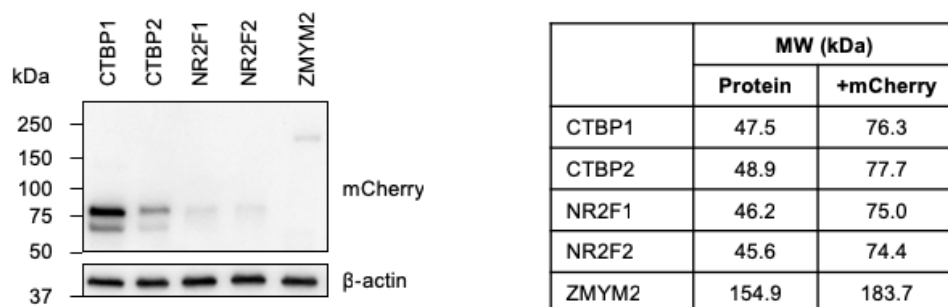 kDa
CTBP1
CTBP2
NR2F1
NR2F2
ZMYM2
250
150
100
75
50
37
mCherry
β-actin
MW (kDa)
Protein +mCherry
CTBP1 47.5 76.3
CTBP2 48.9 77.7
NR2F1 46.2 75.0
NR2F2 45.6 74.4
ZMYM2 154.9 183.7